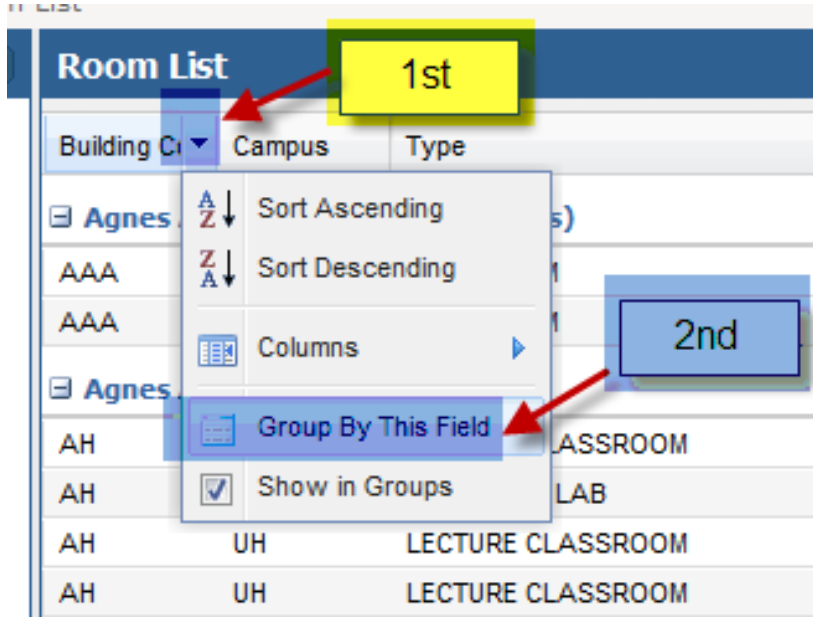 List
Room List
1st
Building Campus Type
Sort Ascending
Agnes s)
Sort Descending
AAA
AAA
2nd
Columns
Agnes
Group By This Field
AH LASSROOM
Show in Groups
AH LAB
AH UH LECTURE CLASSROOM
AH UH LECTURE CLASSROOM